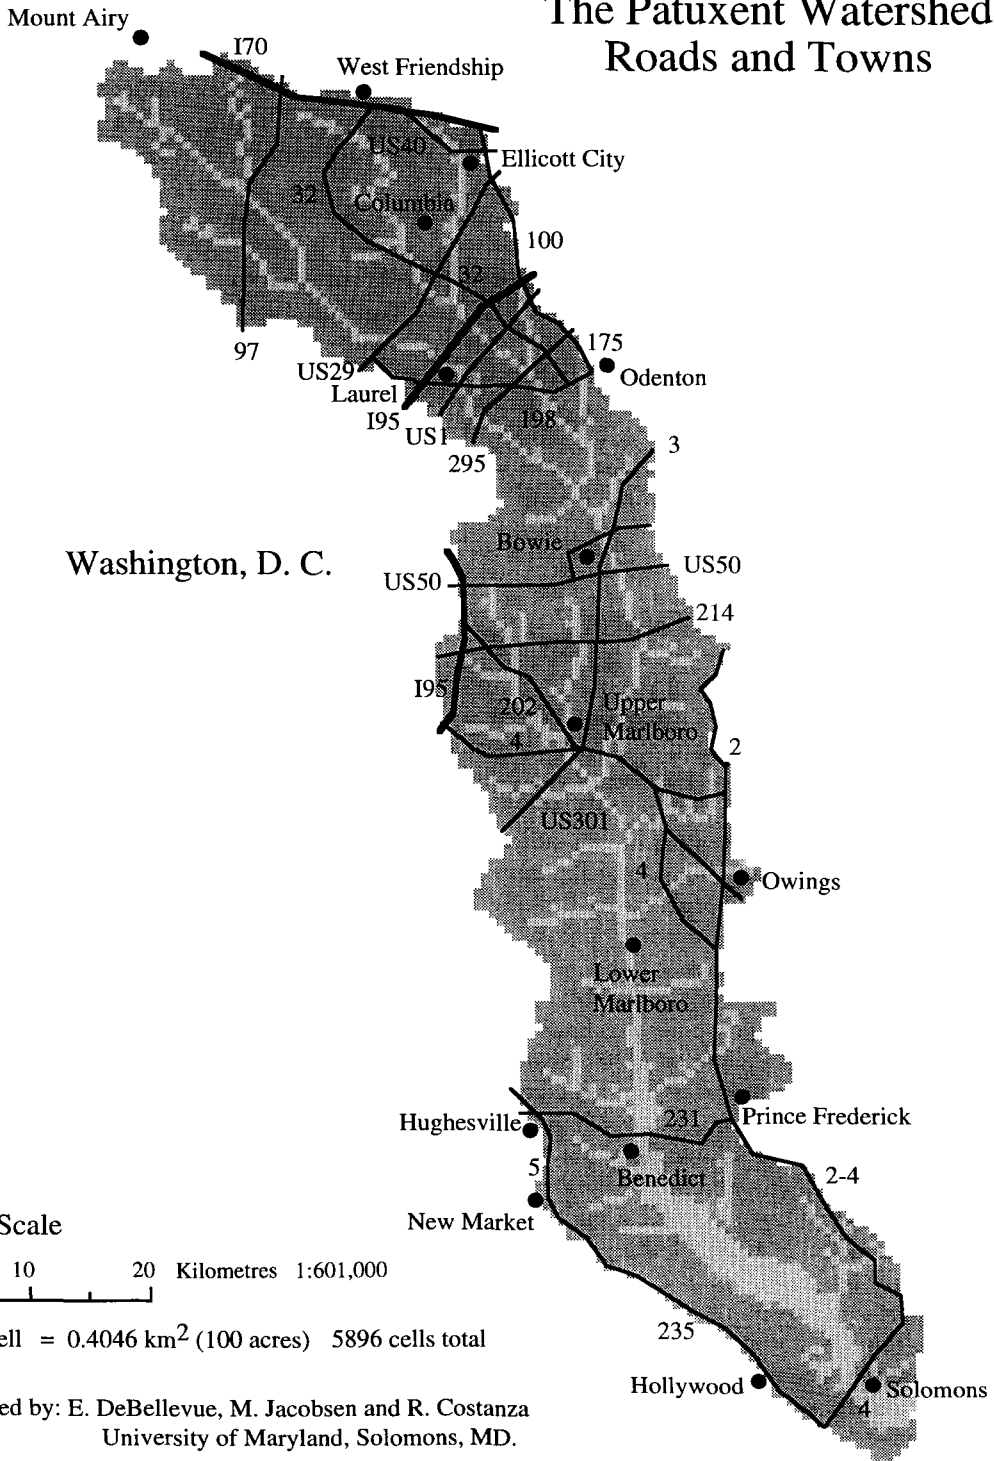 The Patuxent Watershed
Roads and Towns
Mount Airy
I70
West Friendship
US40
Ellicott City
32
Columbia
100
32
97
175
US29
Odenton
Laurel
I95
US1
198
295
3
Bowie
Washington, D. C.
US50
US50
214
I95
202
Upper
Marlboro
4
2
US301
4
Owings
Lower
Marlboro
Hughesville
231
Prince Frederick
5
Benedict
2-4
New Market
Scale
10 20 Kilometres 1:601,000
235
ell = 0.4046 km2 (100 acres) 5896 cells total
Hollywood
Solomons
4
ed by: E. DeBellevue, M. Jacobsen and R. Costanza
University of Maryland, Solomons, MD.